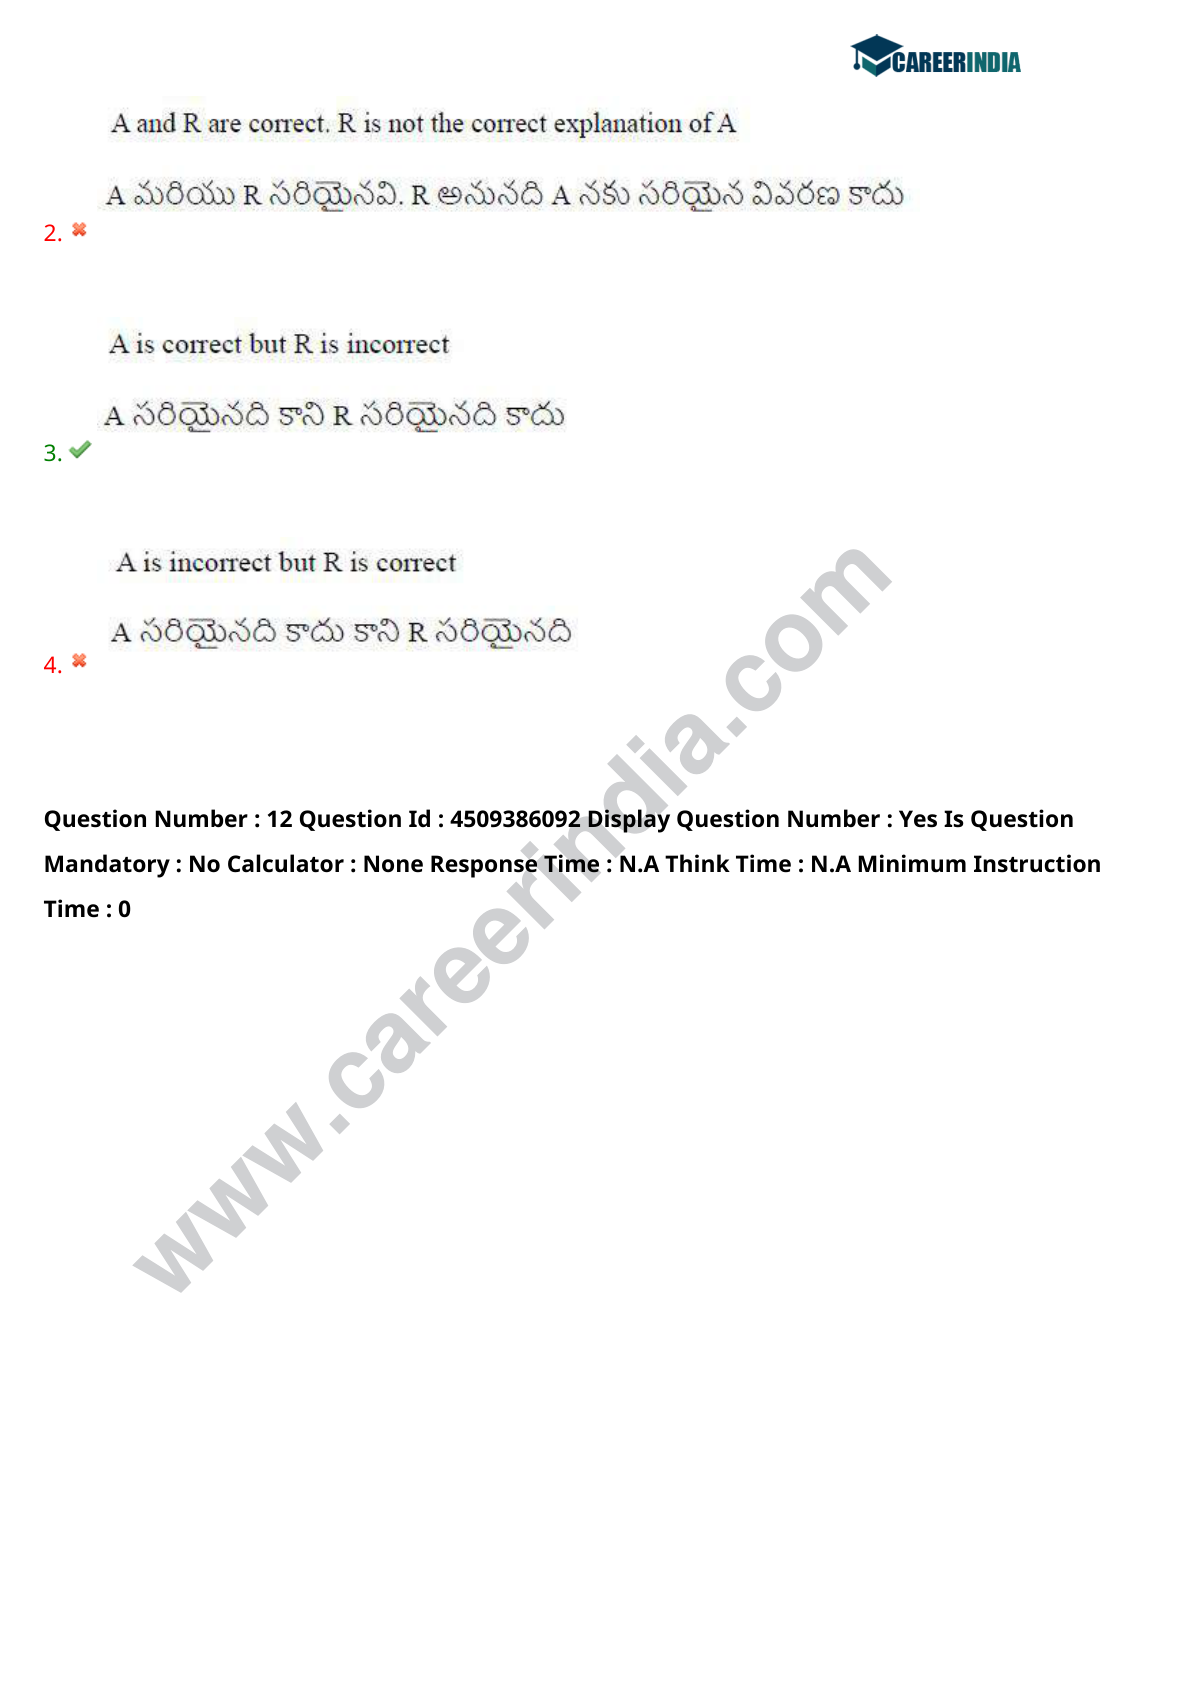 CAREERINDIA
A and R are correct. R is not the correct explanation of A
A మరియు R సరియైనవి. R అనునది A నకు సరియైన వివరణ కాదు
2.
A is correct but R is incorrect
A సరియైనది కాని R సరియైనది కాదు
3.
A is incorrect but R is correct
A సరియైనది కాదు కాని R సరియైనది
4.
Question Number : 12 Question Id : 4509386092 Display Question Number : Yes Is Question
Mandatory : No Calculator : None Response Time : N.A Think Time : N.A Minimum Instruction
Time : 0
www.careerindia.com